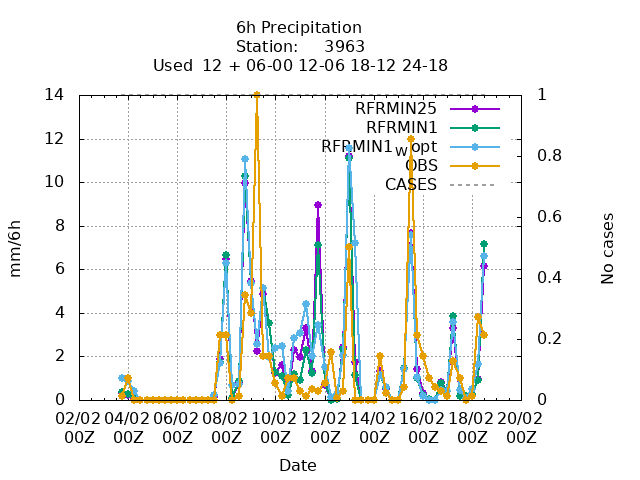 6h Precipitation
Station:     3963
Used  12 + 06-00 12-06 18-12 24-18
14 1
12 0.8
10
8 0.6
6 0.4
4
2 0.2
0 0
RFRMIN25
RFRMIN1
RFRMIN1_wopt
OBS
CASES
mm/6h
No cases
02/02 04/02 06/02 08/02 10/02 12/02 14/02 16/02 18/02 20/02
00Z 00Z 00Z 00Z 00Z 00Z 00Z 00Z 00Z 00Z
Date